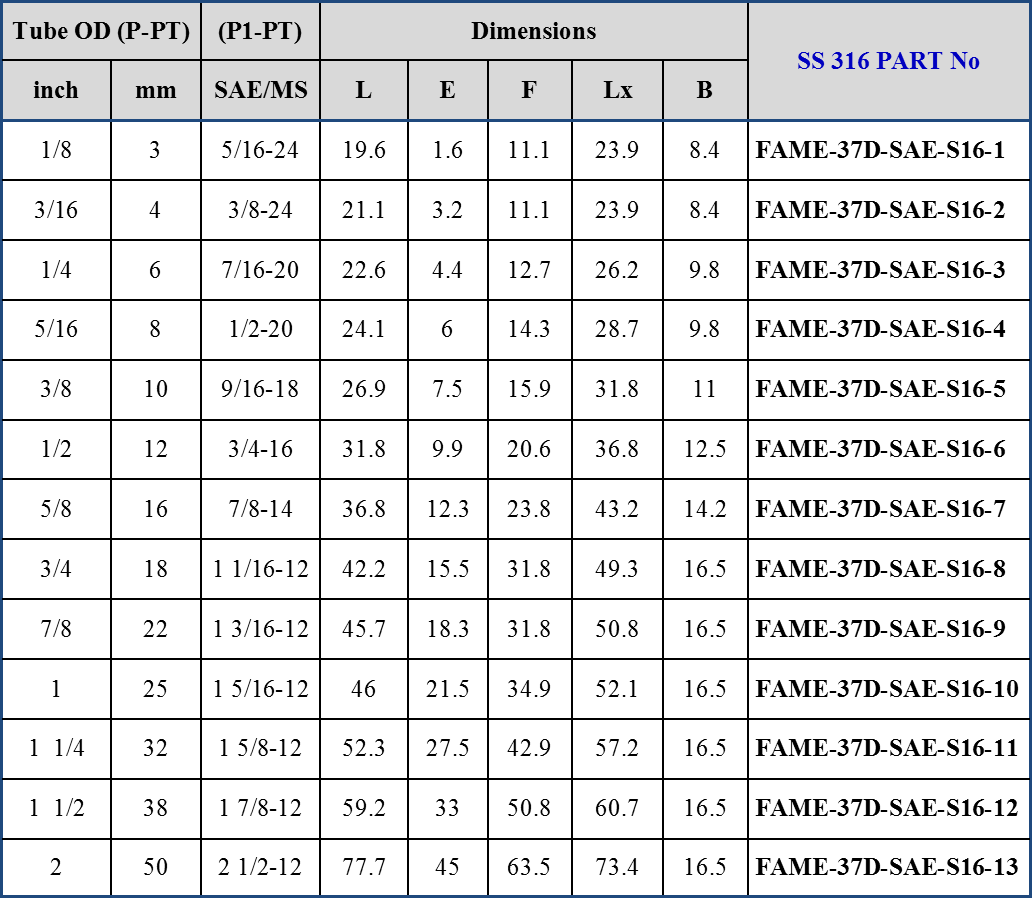 Tube OD (P-PT) (P1-PT) Dimensions SS 316 PART No
inch mm SAE/MS L E F Lx B
1/8 3 5/16-24 19.6 1.6 11.1 23.9 8.4 FAME-37D-SAE-S16-1
3/16 4 3/8-24 21.1 3.2 11.1 23.9 8.4 FAME-37D-SAE-S16-2
1/4 6 7/16-20 22.6 4.4 12.7 26.2 9.8 FAME-37D-SAE-S16-3
5/16 8 1/2-20 24.1 6 14.3 28.7 9.8 FAME-37D-SAE-S16-4
3/8 10 9/16-18 26.9 7.5 15.9 31.8 11 FAME-37D-SAE-S16-5
1/2 12 3/4-16 31.8 9.9 20.6 36.8 12.5 FAME-37D-SAE-S16-6
5/8 16 7/8-14 36.8 12.3 23.8 43.2 14.2 FAME-37D-SAE-S16-7
3/4 18 1 1/16-12 42.2 15.5 31.8 49.3 16.5 FAME-37D-SAE-S16-8
7/8 22 1 3/16-12 45.7 18.3 31.8 50.8 16.5 FAME-37D-SAE-S16-9
1 25 1 5/16-12 46 21.5 34.9 52.1 16.5 FAME-37D-SAE-S16-10
1 1/4 32 1 5/8-12 52.3 27.5 42.9 57.2 16.5 FAME-37D-SAE-S16-11
1 1/2 38 1 7/8-12 59.2 33 50.8 60.7 16.5 FAME-37D-SAE-S16-12
2 50 2 1/2-12 77.7 45 63.5 73.4 16.5 FAME-37D-SAE-S16-13